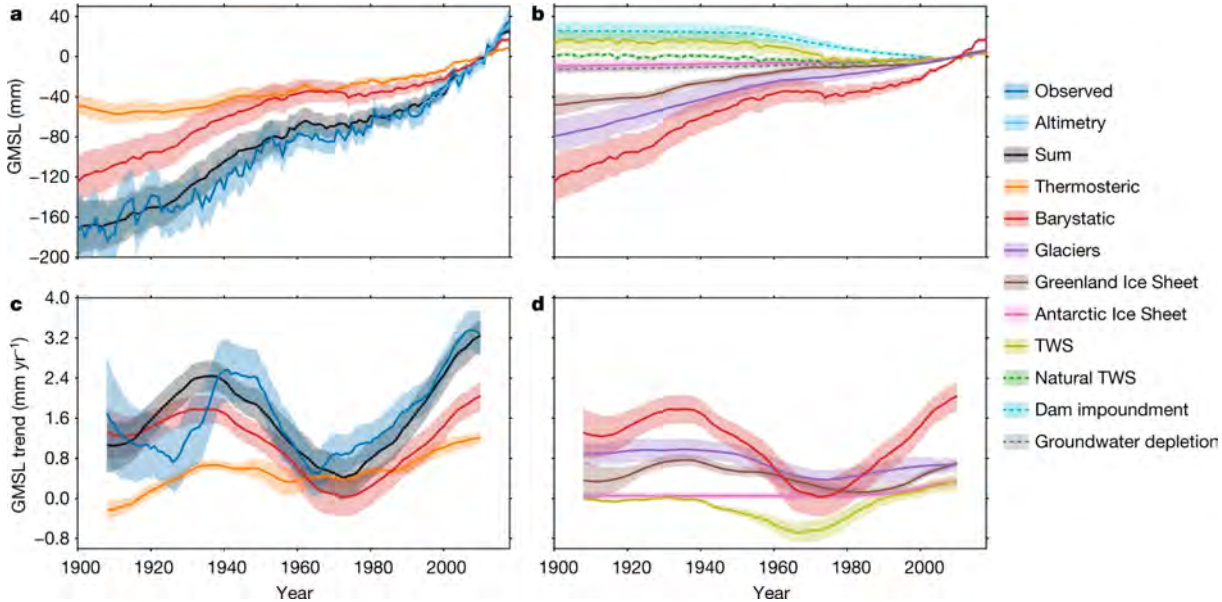 a
b
40
0
−40
−80
−120
−160
−200
GMSL (mm)
c
d
4.0
3.2
2.4
1.6
0.8
0.0
−0.8
GMSL trend (mm yr⁻¹)
1900 1920 1940 1960 1980 2000
Year
1900 1920 1940 1960 1980 2000
Year
Observed
Altimetry
Sum
Thermosteric
Barystatic
Glaciers
Greenland Ice Sheet
Antarctic Ice Sheet
TWS
Natural TWS
Dam impoundment
Groundwater depletion